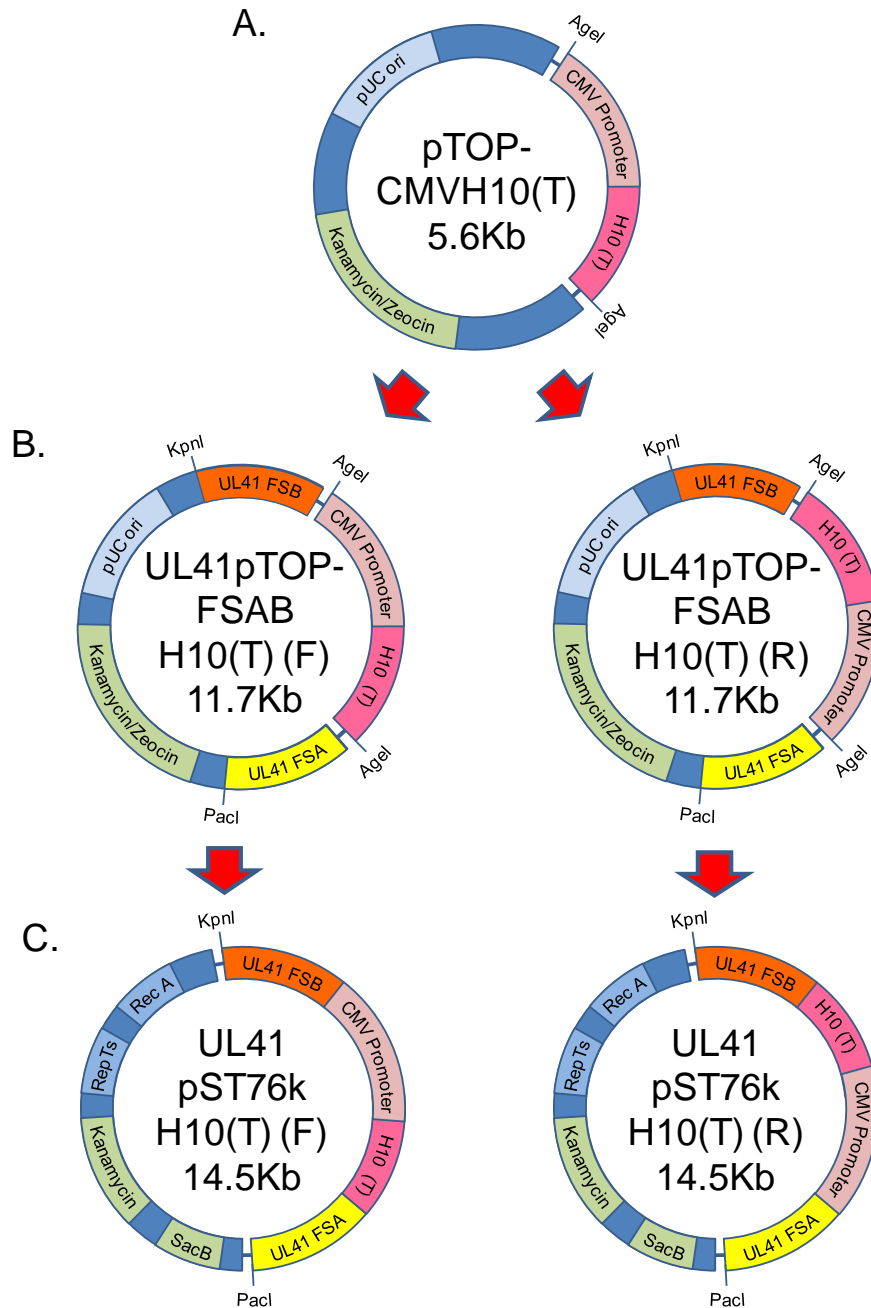 A.
AgeI
pUC ori
CMV Promoter
pTOP-
CMVH10(T)
5.6Kb
H10 (T)
Kanamycin/Zeocin
AgeI
B.
KpnI
UL41 FSB
AgeI
pUC ori
CMV Promoter
UL41pTOP-
FSAB
H10(T) (F)
11.7Kb
Kanamycin/Zeocin
H10 (T)
UL41 FSA
AgeI
PacI
KpnI
UL41 FSB
AgeI
pUC ori
H10 (T)
UL41pTOP-
FSAB
H10(T) (R)
11.7Kb
Kanamycin/Zeocin
CMV Promoter
UL41 FSA
AgeI
PacI
C.
KpnI
UL41 FSB
Rec A
CMV Promoter
RepTs
UL41
pST76k
H10(T) (F)
14.5Kb
Kanamycin
H10 (T)
SacB
UL41 FSA
PacI
KpnI
UL41 FSB
Rec A
H10 (T)
RepTs
UL41
pST76k
H10(T) (R)
14.5Kb
Kanamycin
CMV Promoter
SacB
UL41 FSA
PacI